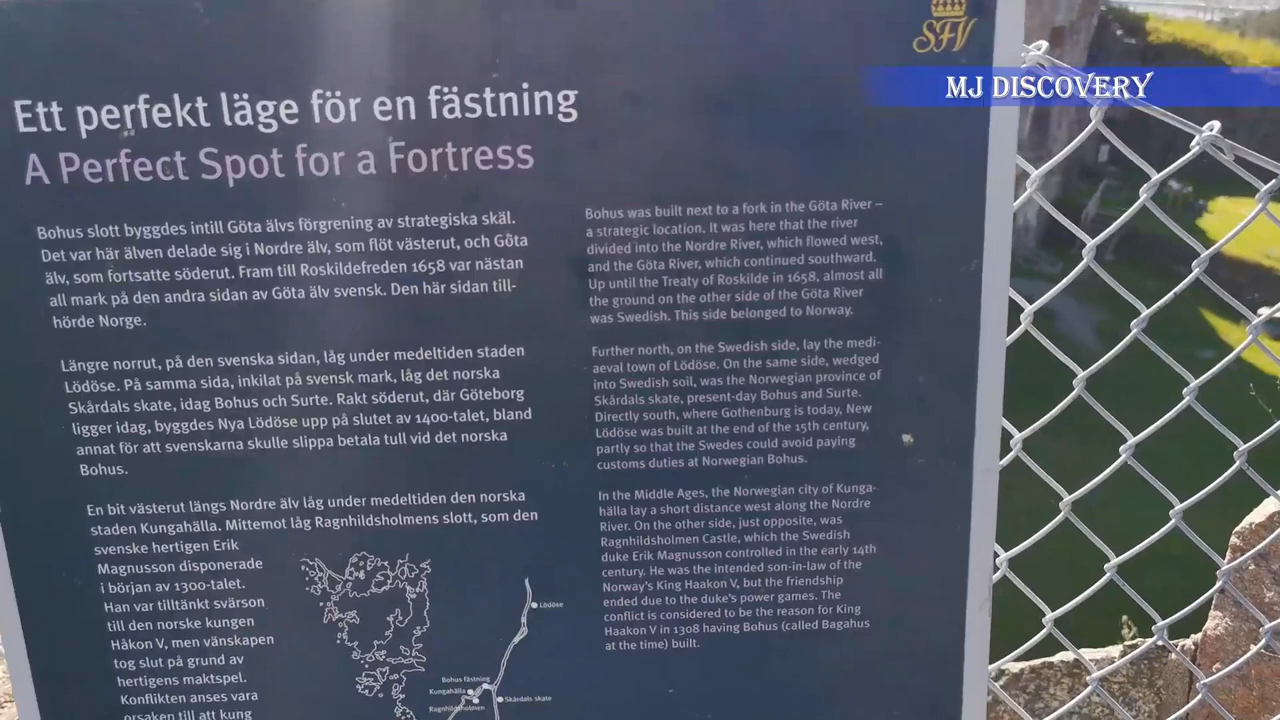 SFV
MJ DISCOVERY
Ett perfekt läge för en fästning
A Perfect Spot for a Fortress
Bohus slott byggdes intill Göta älvs förgrening av strategiska skäl.
Det var här älven delade sig i Nordre älv, som flöt västerut, och Göta
älv, som fortsatte söderut. Fram till Roskildefreden 1658 var nästan
all mark på den andra sidan av Göta älv svensk. Den här sidan till-
hörde Norge.
Längre norrut, på den svenska sidan, låg under medeltiden staden
Lödöse. På samma sida, inkilat på svensk mark, låg det norska
Skårdals skate, idag Bohus och Surte. Rakt söderut, där Göteborg
ligger idag, byggdes Nya Lödöse upp på slutet av 1400-talet, bland
annat för att svenskarna skulle slippa betala tull vid det norska
Bohus.
En bit västerut längs Nordre älv låg under medeltiden den norska
staden Kungahälla. Mittemot låg Ragnhildsholmens slott, som den
svenske hertigen Erik
Magnusson disponerade
i början av 1300-talet.
Han var tilltänkt svärson
till den norske kungen
Håkon V, men vänskapen
tog slut på grund av
hertigens maktspel.
Konflikten anses vara
orsaken till att kung
Lödöse
Bohus fästning
Kungahälla
Skårdals skate
Ragnhildsholmen
Bohus was built next to a fork in the Göta River –
a strategic location. It was here that the river
divided into the Nordre River, which flowed west,
and the Göta River, which continued southward.
Up until the Treaty of Roskilde in 1658, almost all
the ground on the other side of the Göta River
was Swedish. This side belonged to Norway.
Further north, on the Swedish side, lay the medi-
aeval town of Lödöse. On the same side, wedged
into Swedish soil, was the Norwegian province of
Skårdals skate, present-day Bohus and Surte.
Directly south, where Gothenburg is today, New
Lödöse was built at the end of the 15th century,
partly so that the Swedes could avoid paying
customs duties at Norwegian Bohus.
In the Middle Ages, the Norwegian city of Kunga-
hälla lay a short distance west along the Nordre
River. On the other side, just opposite, was
Ragnhildsholmen Castle, which the Swedish
duke Erik Magnusson controlled in the early 14th
century. He was the intended son-in-law of the
Norway's King Haakon V, but the friendship
ended due to the duke's power games. The
conflict is considered to be the reason for King
Haakon V in 1308 having Bohus (called Bagahus
at the time) built.